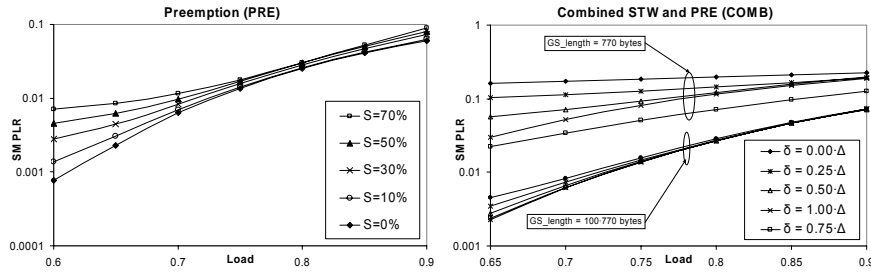 Preemption (PRE)
0.1
0.01
0.001
0.0001
SM PLR
S=70%
S=50%
S=30%
S=10%
S=0%
0.6
0.7
0.8
0.9
Load
Combined STW and PRE (COMB)
1
0.1
0.01
0.001
SM PLR
GS_length = 770 bytes
GS_length = 100·770 bytes
δ = 0.00·Δ
δ = 0.25·Δ
δ = 0.50·Δ
δ = 1.00·Δ
δ = 0.75·Δ
0.65
0.7
0.75
0.8
0.85
0.9
Load